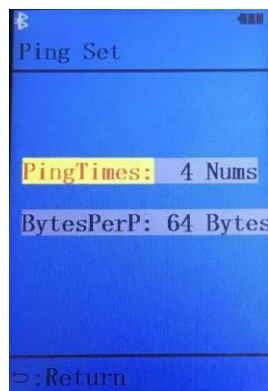 Ping Set
PingTimes: 4 Nums
BytesPerP: 64 Bytes
:Return